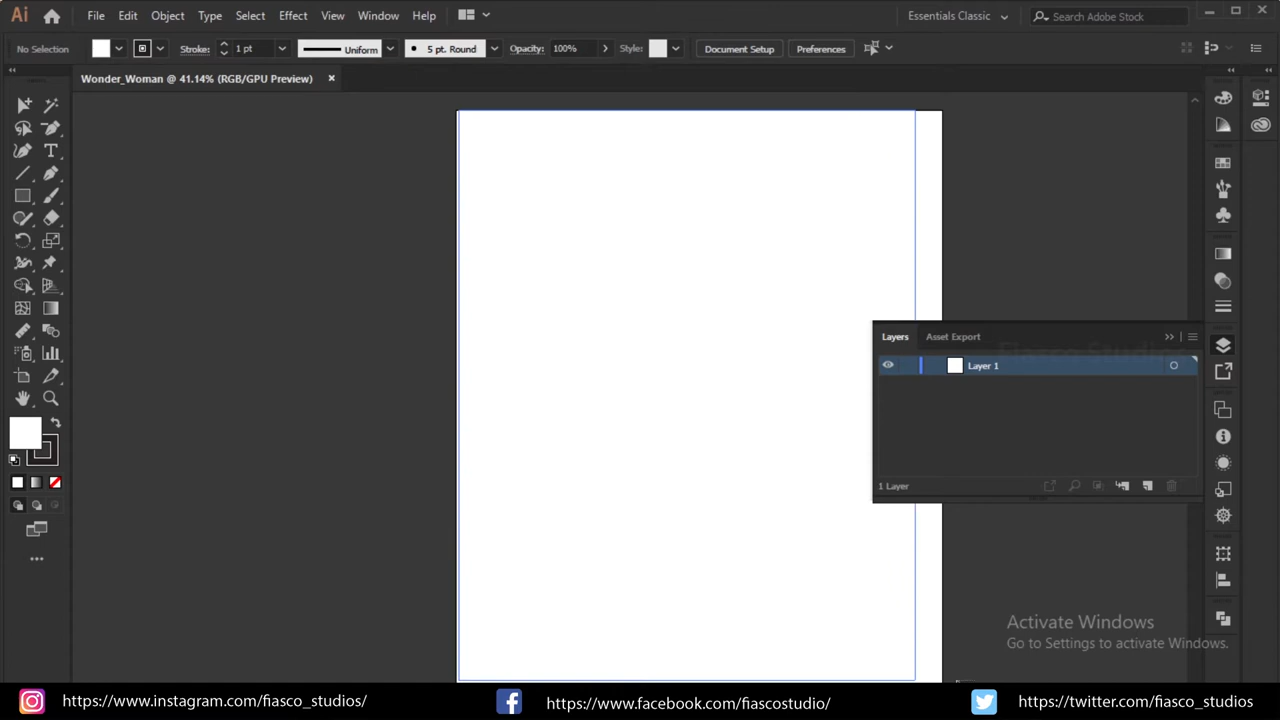 Ai File Edit Object Type Select Effect View Window Help Essentials Classic Search Adobe Stock
No Selection Stroke: 1 pt Uniform 5 pt. Round Opacity: 100% Style: Document Setup Preferences
Wonder_Woman @ 41.14% (RGB/GPU Preview) ×
Layers Asset Export
Layer 1
1 Layer
Activate Windows
Go to Settings to activate Windows.
https://www.instagram.com/fiasco_studios/ https://www.facebook.com/fiascostudio/ https://twitter.com/fiasco_studios